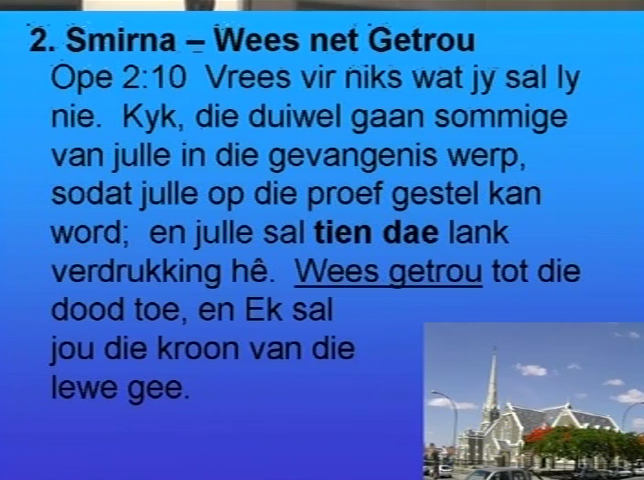 2. Smirna – Wees net Getrou
Ope 2:10 Vrees vir niks wat jy sal ly
nie. Kyk, die duiwel gaan sommige
van julle in die gevangenis werp,
sodat julle op die proef gestel kan
word; en julle sal tien dae lank
verdrukking hê. Wees getrou tot die
dood toe, en Ek sal
jou die kroon van die
lewe gee.